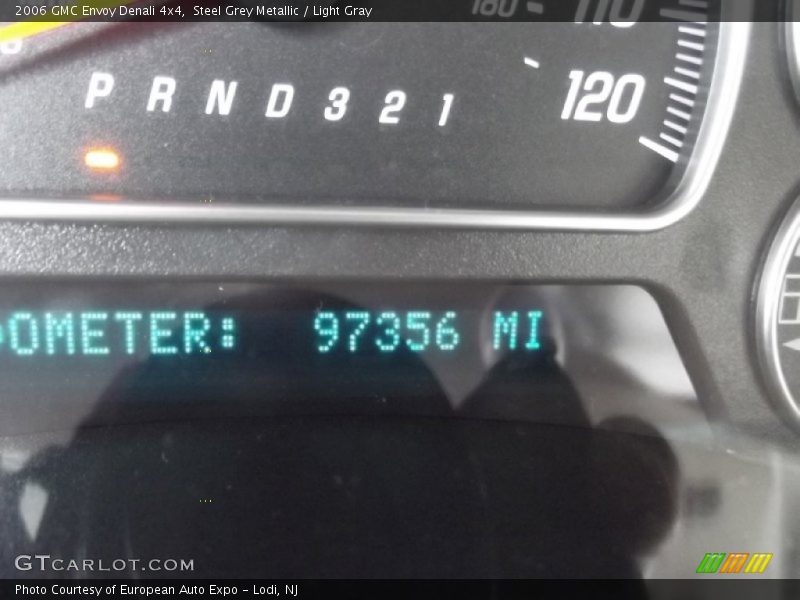 2006 GMC Envoy Denali 4x4, Steel Grey Metallic / Light Gray
180 110
P R N D 3 2 1 120
OMETER: 97356 MI
GTCARLOT.COM
Photo Courtesy of European Auto Expo - Lodi, NJ